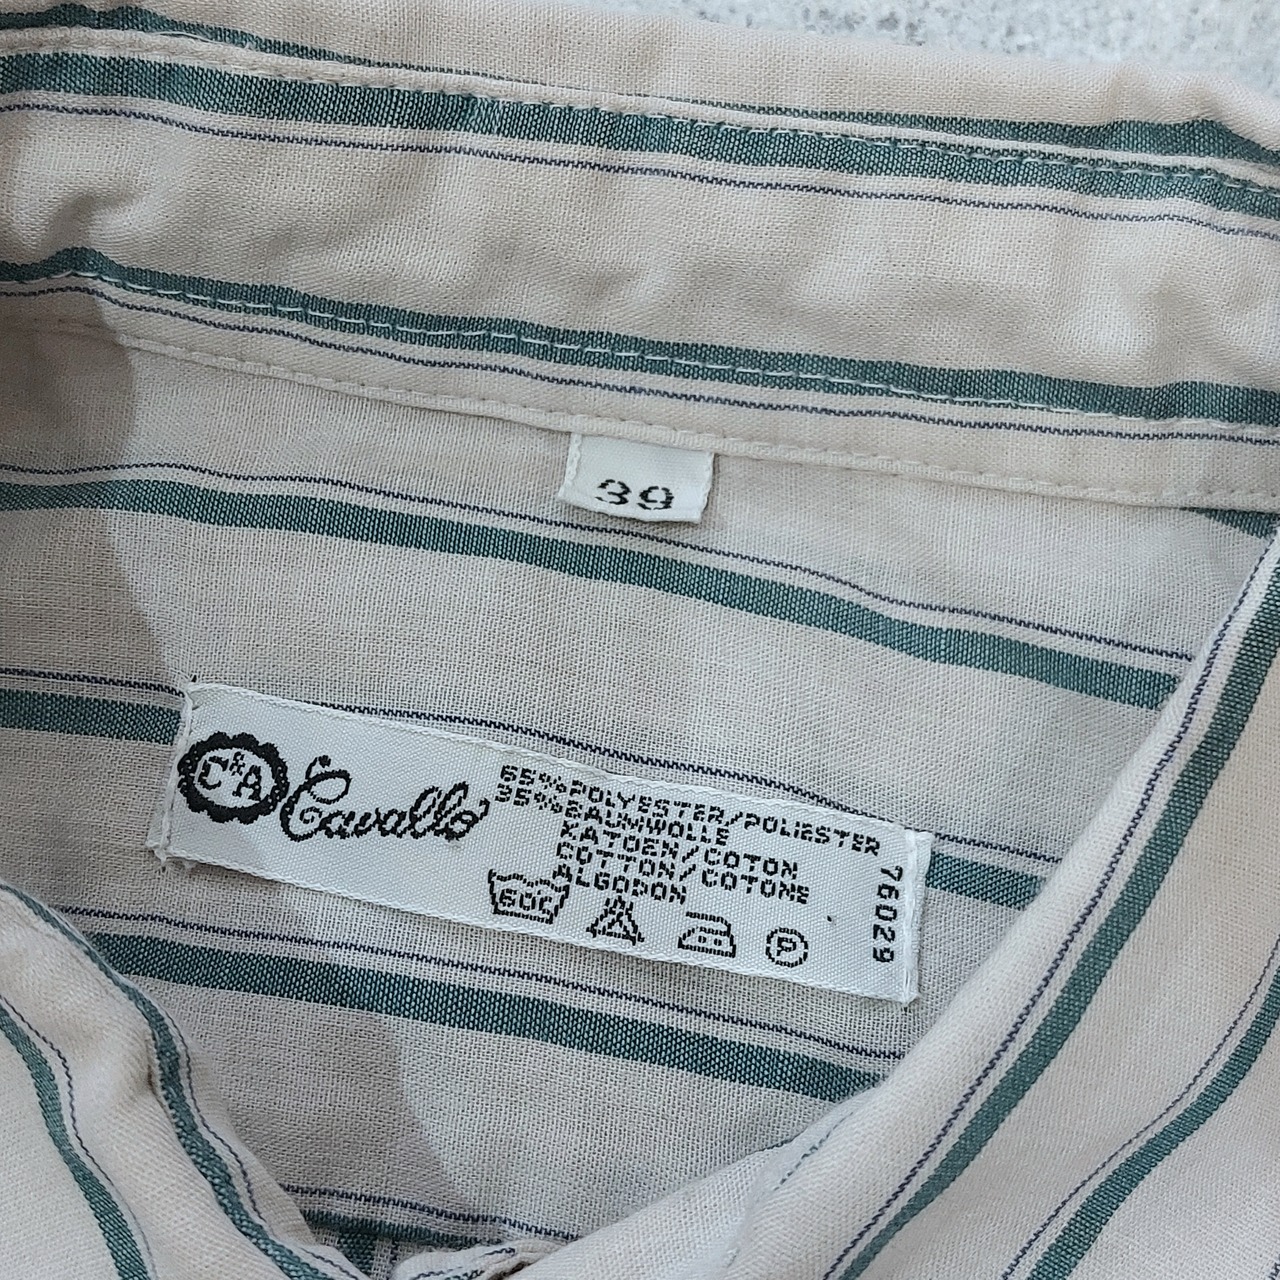 39
C&A
Cavallo
65%POLYESTER/POLIESTER
35%BAUMWOLLE
KATOEN/COTON
COTTON/COTONE
ALGODON
60C
P
76029